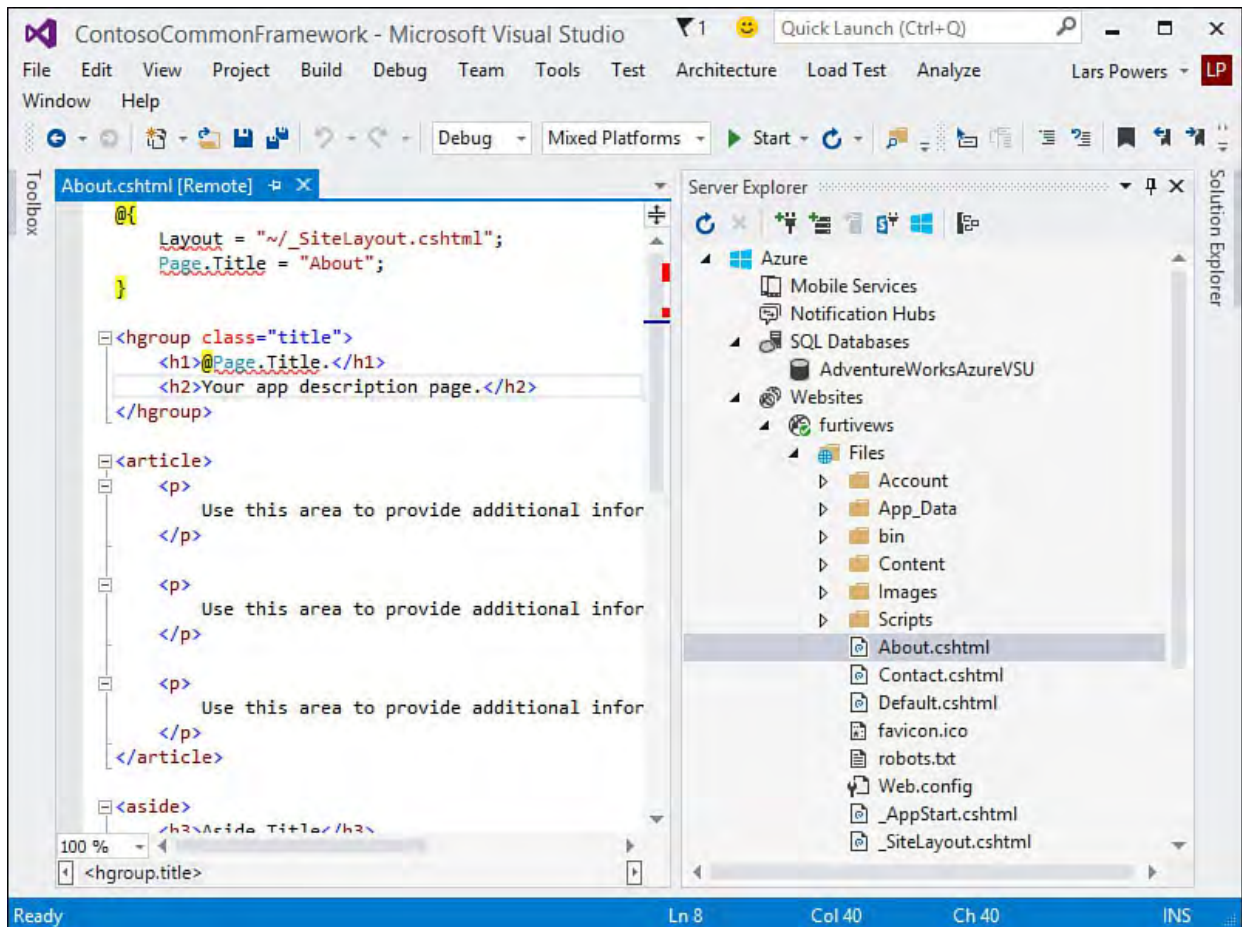 ContosoCommonFramework - Microsoft Visual Studio
1
Quick Launch (Ctrl+Q)
File Edit View Project Build Debug Team Tools Test Architecture Load Test Analyze
Lars Powers LP
Window Help
Debug
Mixed Platforms
Start
Toolbox
About.cshtml [Remote]
@{
Layout = "~/_SiteLayout.cshtml";
Page.Title = "About";
}
<hgroup class="title">
<h1>@Page.Title.</h1>
<h2>Your app description page.</h2>
</hgroup>
<article>
<p>
Use this area to provide additional infor
</p>
<p>
Use this area to provide additional infor
</p>
<p>
Use this area to provide additional infor
</p>
</article>
<aside>
<h3>Aside Title</h3>
100 %
<hgroup.title>
Server Explorer
Azure
Mobile Services
Notification Hubs
SQL Databases
AdventureWorksAzureVSU
Websites
furtivews
Files
Account
App_Data
bin
Content
Images
Scripts
About.cshtml
Contact.cshtml
Default.cshtml
favicon.ico
robots.txt
Web.config
_AppStart.cshtml
_SiteLayout.cshtml
Solution Explorer
Ready
Ln 8
Col 40
Ch 40
INS